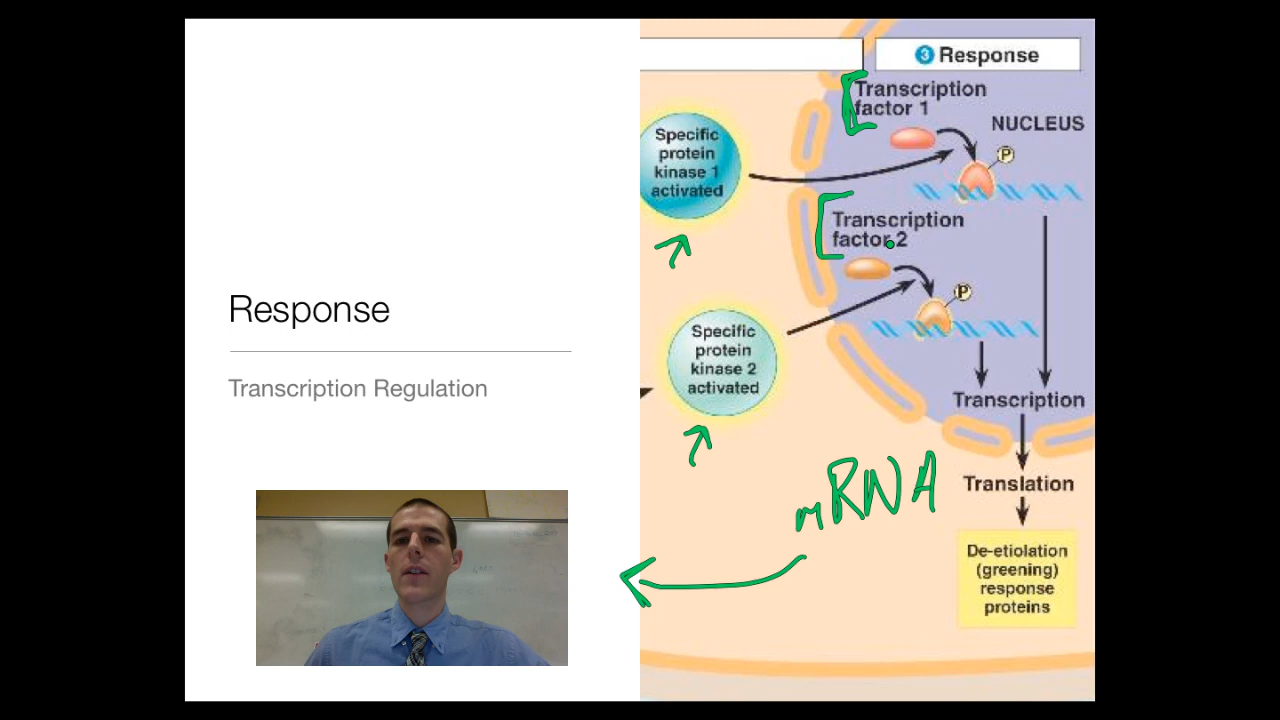 Response
Transcription Regulation
3 Response
Transcription
factor 1
NUCLEUS
P
Specific
protein
kinase 1
activated
Transcription
factor 2
P
Specific
protein
kinase 2
activated
Transcription
mRNA
Translation
De-etiolation
(greening)
response
proteins